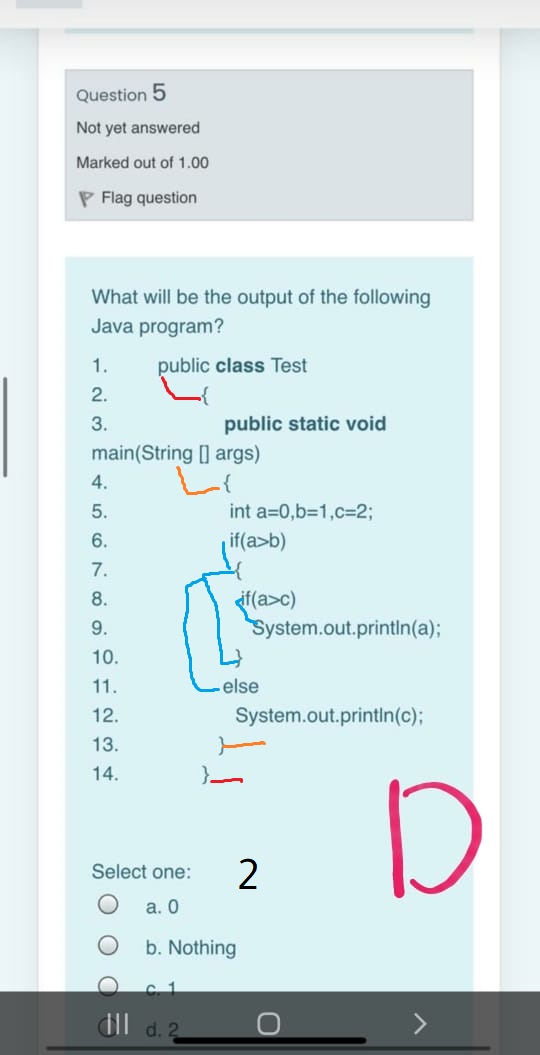 Question 5
Not yet answered
Marked out of 1.00
Flag question
What will be the output of the following
Java program?
1. public class Test
2. {
3. public static void
main(String [] args)
4. {
5. int a=0,b=1,c=2;
6. if(a>b)
7. {
8. if(a>c)
9. System.out.println(a);
10. }
11. else
12. System.out.println(c);
13. }
14. }
D
Select one:
2
a. 0
b. Nothing
c. 1
d. 2